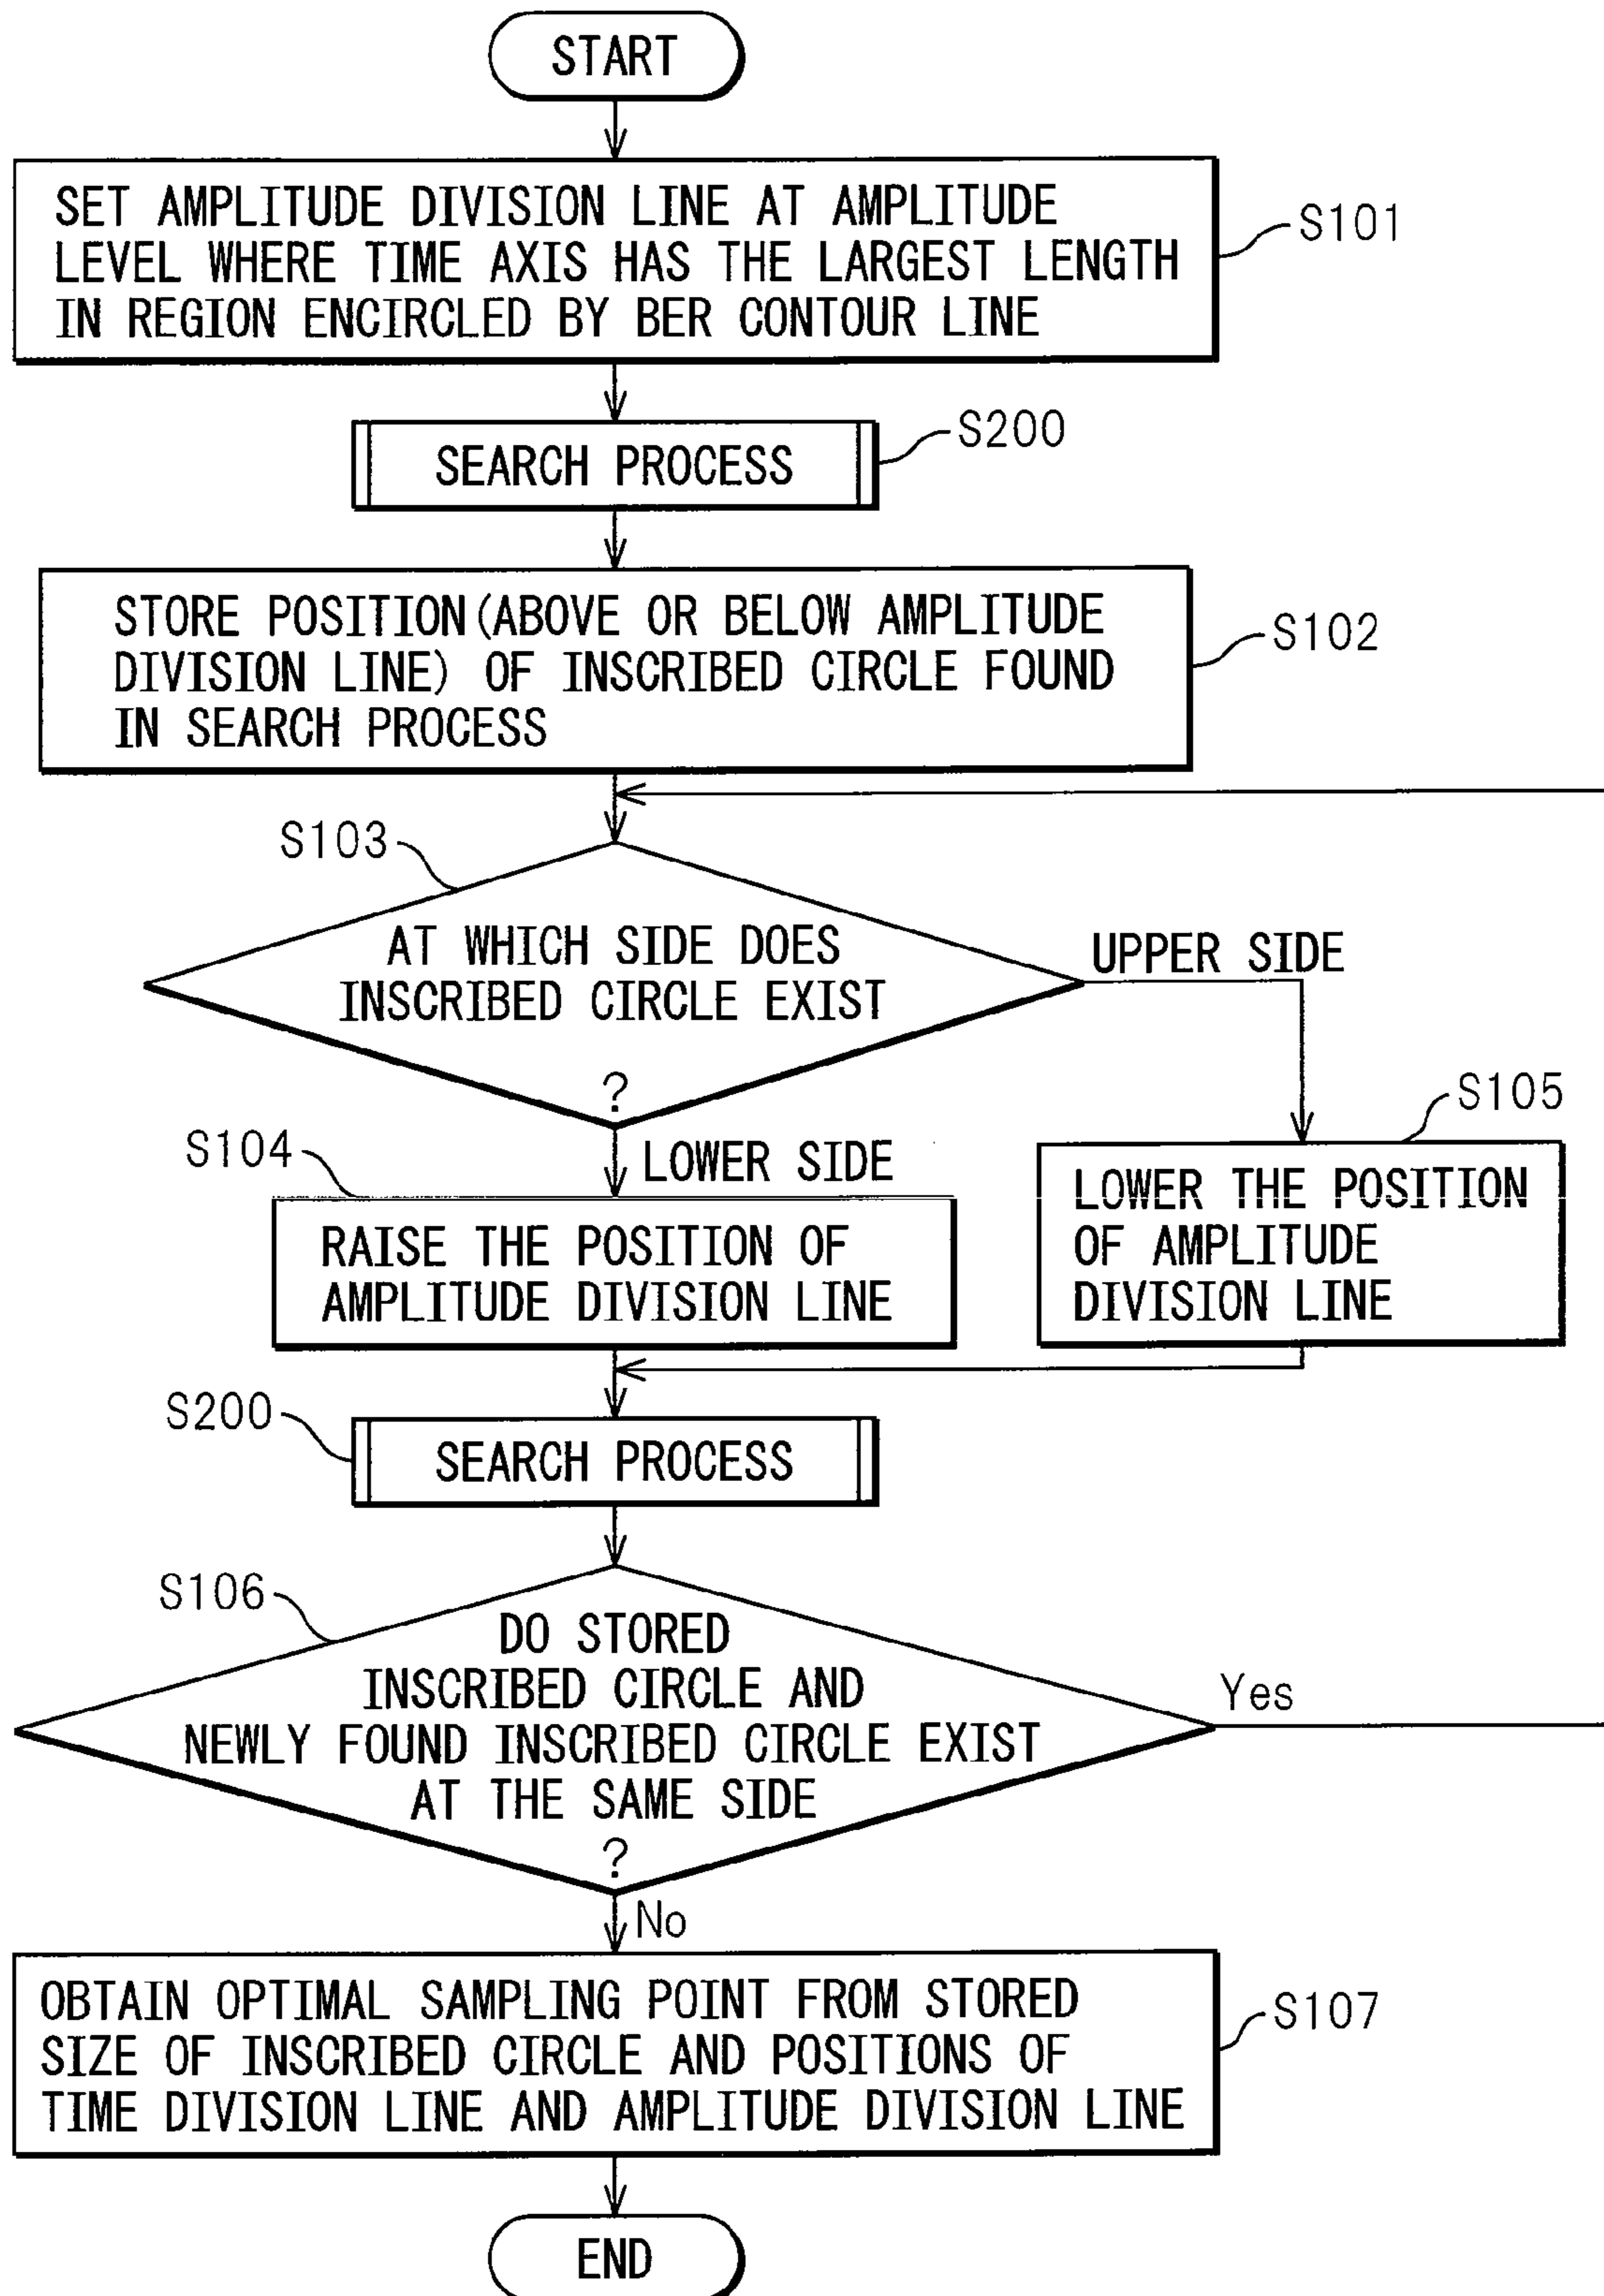 START
SET AMPLITUDE DIVISION LINE AT AMPLITUDE
LEVEL WHERE TIME AXIS HAS THE LARGEST LENGTH
IN REGION ENCIRCLED BY BER CONTOUR LINE
S101
SEARCH PROCESS
S200
STORE POSITION(ABOVE OR BELOW AMPLITUDE
DIVISION LINE) OF INSCRIBED CIRCLE FOUND
IN SEARCH PROCESS
S102
S103
AT WHICH SIDE DOES
INSCRIBED CIRCLE EXIST
?
UPPER SIDE
LOWER SIDE
S104
RAISE THE POSITION OF
AMPLITUDE DIVISION LINE
S105
LOWER THE POSITION
OF AMPLITUDE
DIVISION LINE
S200
SEARCH PROCESS
S106
DO STORED
INSCRIBED CIRCLE AND
NEWLY FOUND INSCRIBED CIRCLE EXIST
AT THE SAME SIDE
?
Yes
No
OBTAIN OPTIMAL SAMPLING POINT FROM STORED
SIZE OF INSCRIBED CIRCLE AND POSITIONS OF
TIME DIVISION LINE AND AMPLITUDE DIVISION LINE
S107
END